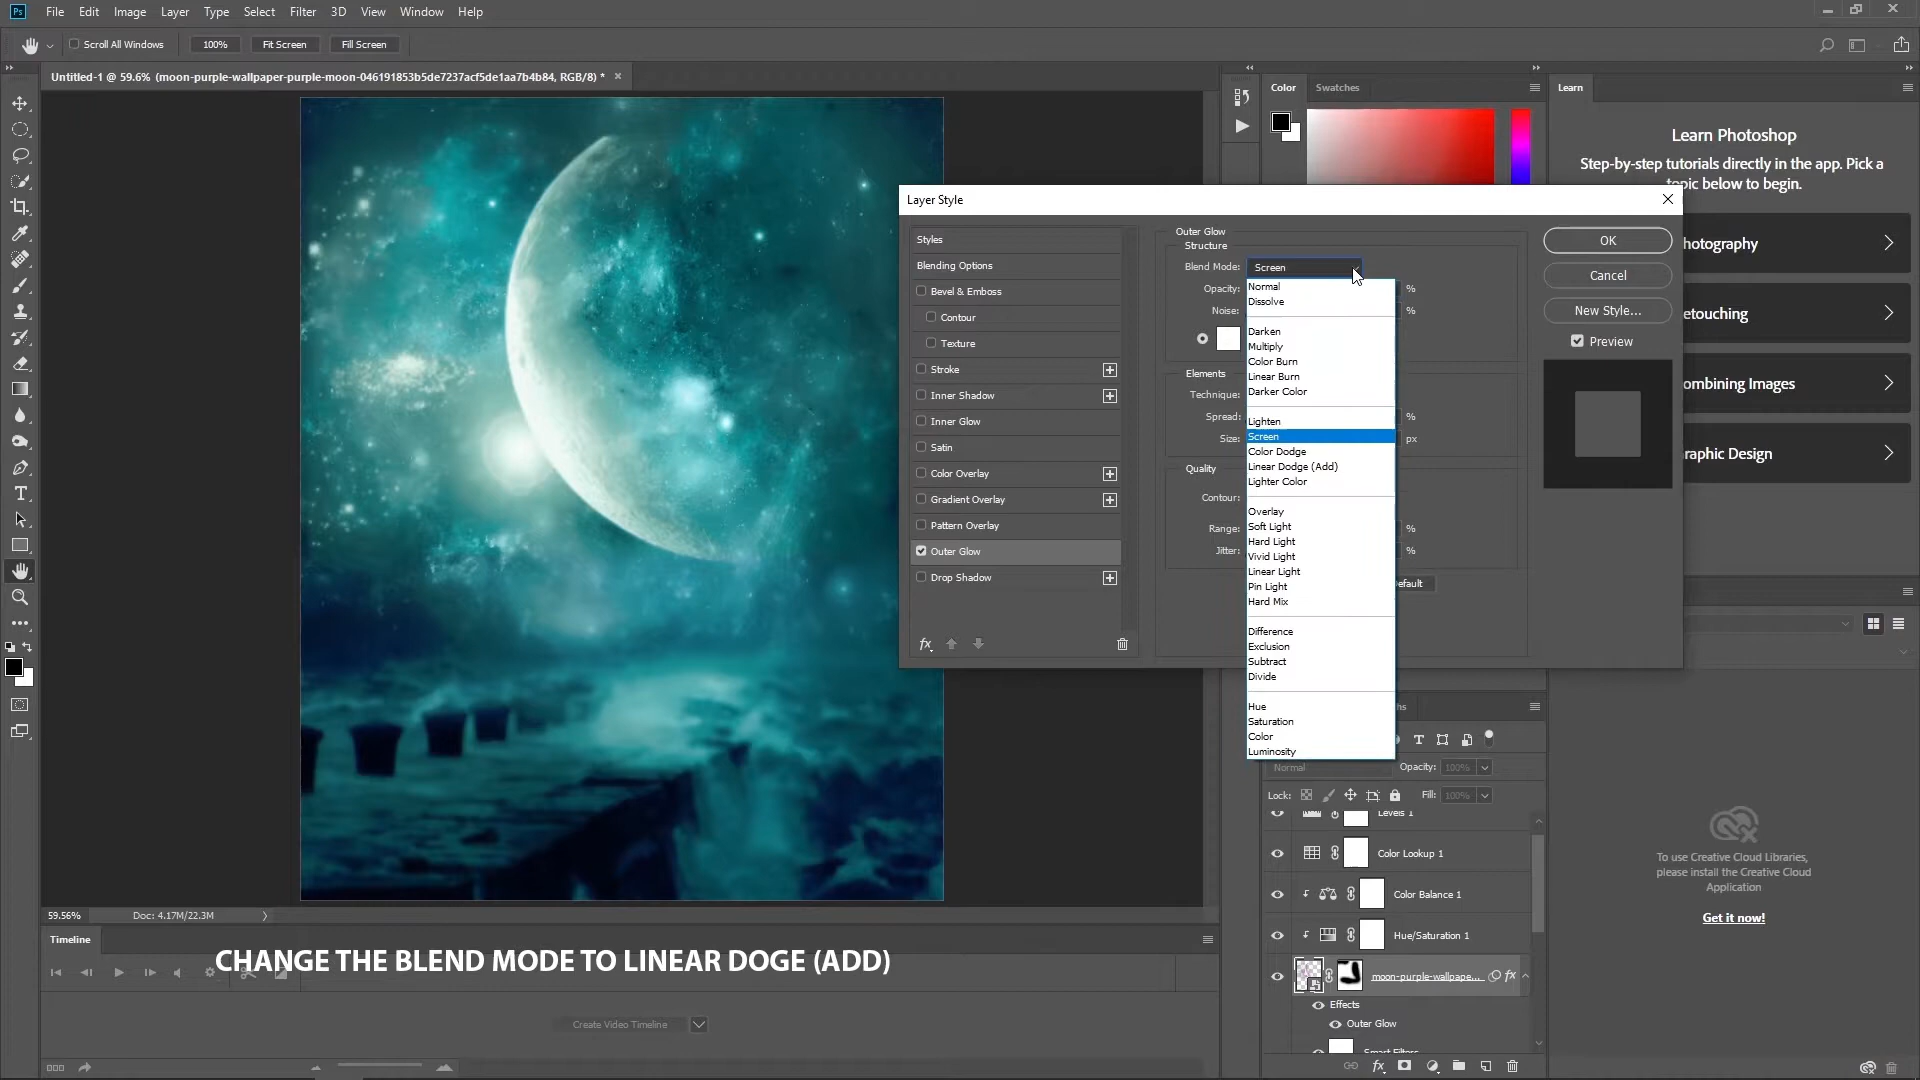 Ps File Edit Image Layer Type Select Filter 3D View Window Help
Scroll All Windows 100% Fit Screen Fill Screen
Untitled-1 @ 59.6% (moon-purple-wallpaper-purple-moon-046191853b5de7237acf5de1aa7b4b84, RGB/8) *
Color Swatches
Learn
Learn Photoshop
Step-by-step tutorials directly in the app. Pick a
topic below to begin.
hotography
etouching
ombining Images
raphic Design
Layer Style
Styles
Blending Options
Bevel & Emboss
Contour
Texture
Stroke
Inner Shadow
Inner Glow
Satin
Color Overlay
Gradient Overlay
Pattern Overlay
Outer Glow
Drop Shadow
fx
Outer Glow
Structure
Blend Mode: Screen
Opacity: %
Noise: %
Elements
Technique:
Spread: %
Size: px
Quality
Contour:
Range: %
Jitter: %
efault
Normal
Dissolve
Darken
Multiply
Color Burn
Linear Burn
Darker Color
Lighten
Screen
Color Dodge
Linear Dodge (Add)
Lighter Color
Overlay
Soft Light
Hard Light
Vivid Light
Linear Light
Pin Light
Hard Mix
Difference
Exclusion
Subtract
Divide
Hue
Saturation
Color
Luminosity
OK
Cancel
New Style...
Preview
hs
Normal Opacity: 100%
Lock: Fill: 100%
Levels 1
Color Lookup 1
Color Balance 1
Hue/Saturation 1
moon-purple-wallpape... fx
Effects
Outer Glow
Smart Filters
fx
To use Creative Cloud Libraries,
please install the Creative Cloud
Application
Get it now!
59.56% Doc: 4.17M/22.3M
Timeline
CHANGE THE BLEND MODE TO LINEAR DOGE (ADD)
Create Video Timeline